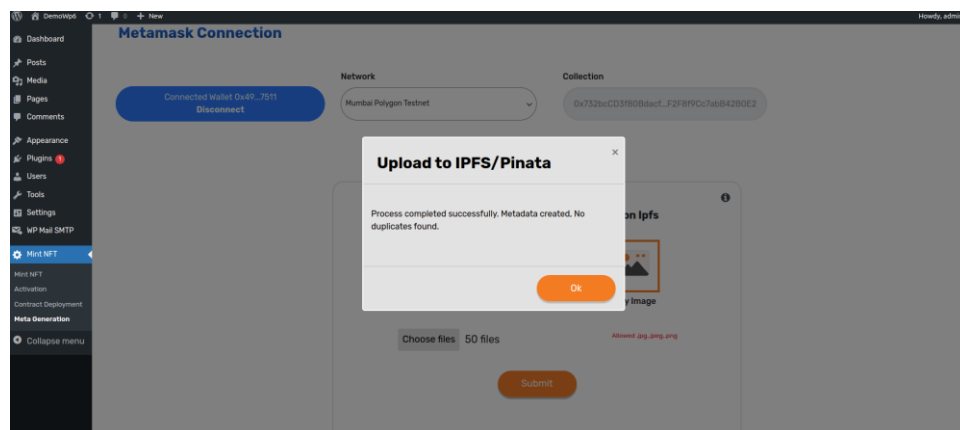 DemoWp6 1 0 + New Howdy, admi
Dashboard
Posts
Media
Pages
Comments
Appearance
Plugins 1
Users
Tools
Settings
WP Mail SMTP
Mint NFT
Mint NFT
Activation
Contract Deployment
Meta Generation
Collapse menu
Metamask Connection
Connected Wallet 0x49...7511
Disconnect
Network
Mumbai Polygon Testnet
Collection
Upload to IPFS/Pinata
×
Process completed successfully. Metadata created, No
duplicates found.
Ok
on Ipfs
y Image
Choose files 50 files
Allowed .jpg,.jpeg,.png
Submit